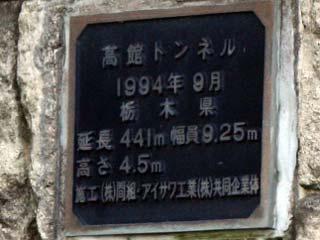 高館トンネル
1994年9月
栃木県
延長 441m 幅員 9.25m
高さ 4.5m
施工 (株)間組・アイサワ工業(株)共同企業体